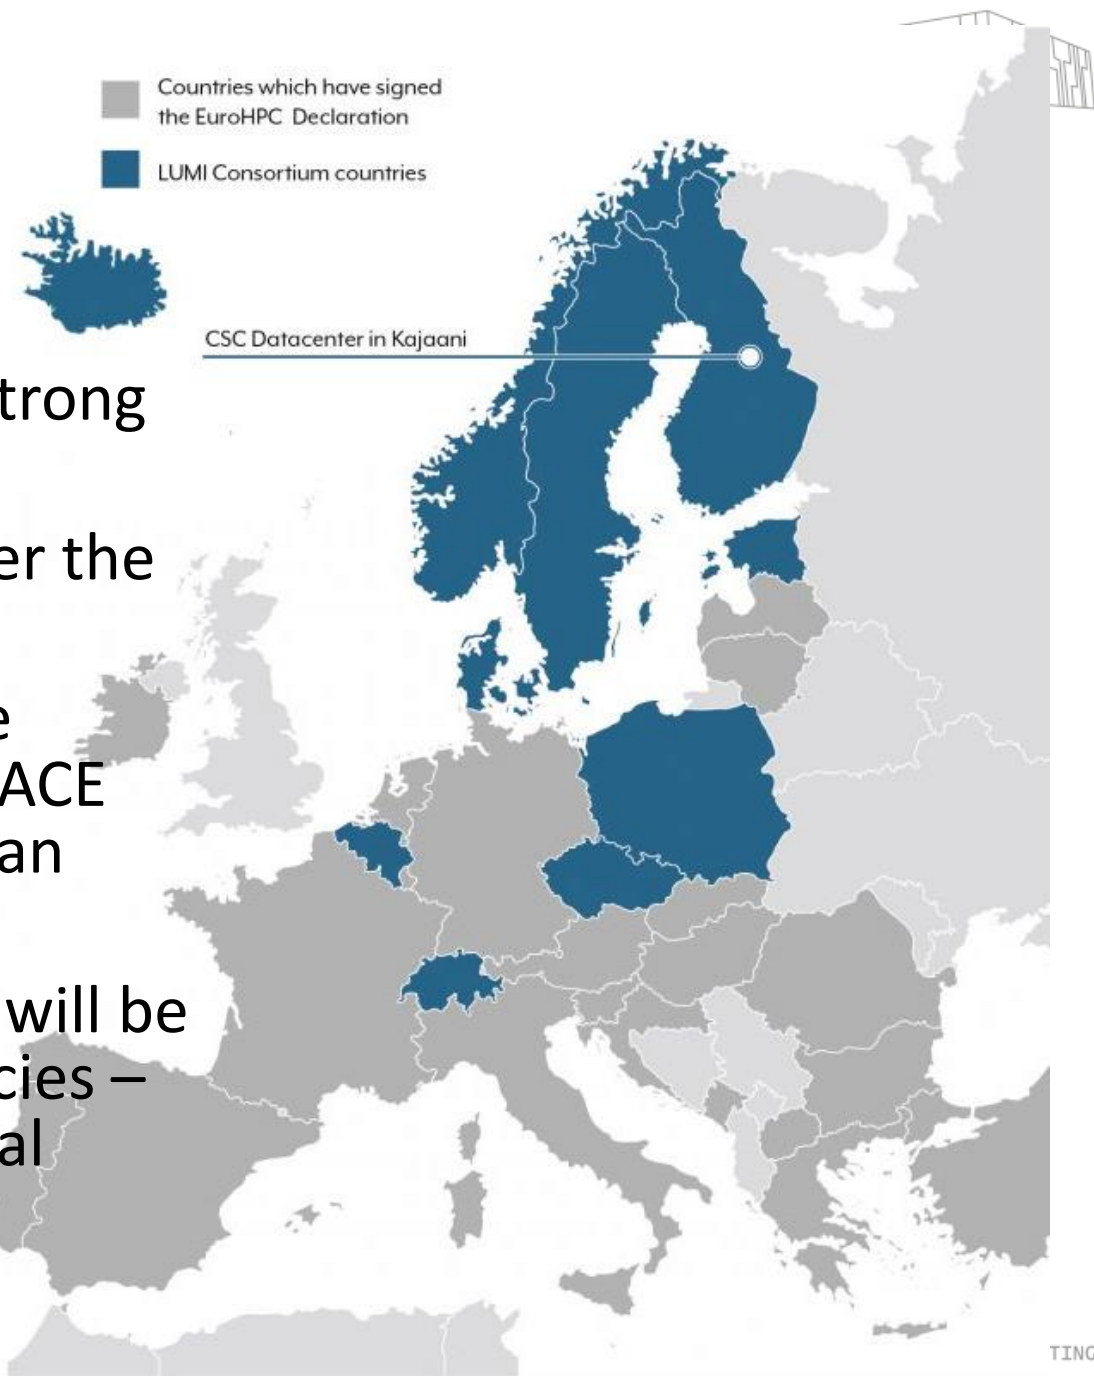 Countries which have signed
the EuroHPC Declaration
LUMI Consortium countries
CSC Datacenter in Kajaani
trong
er the
e
ACE
an
will be
cies –
al
TING